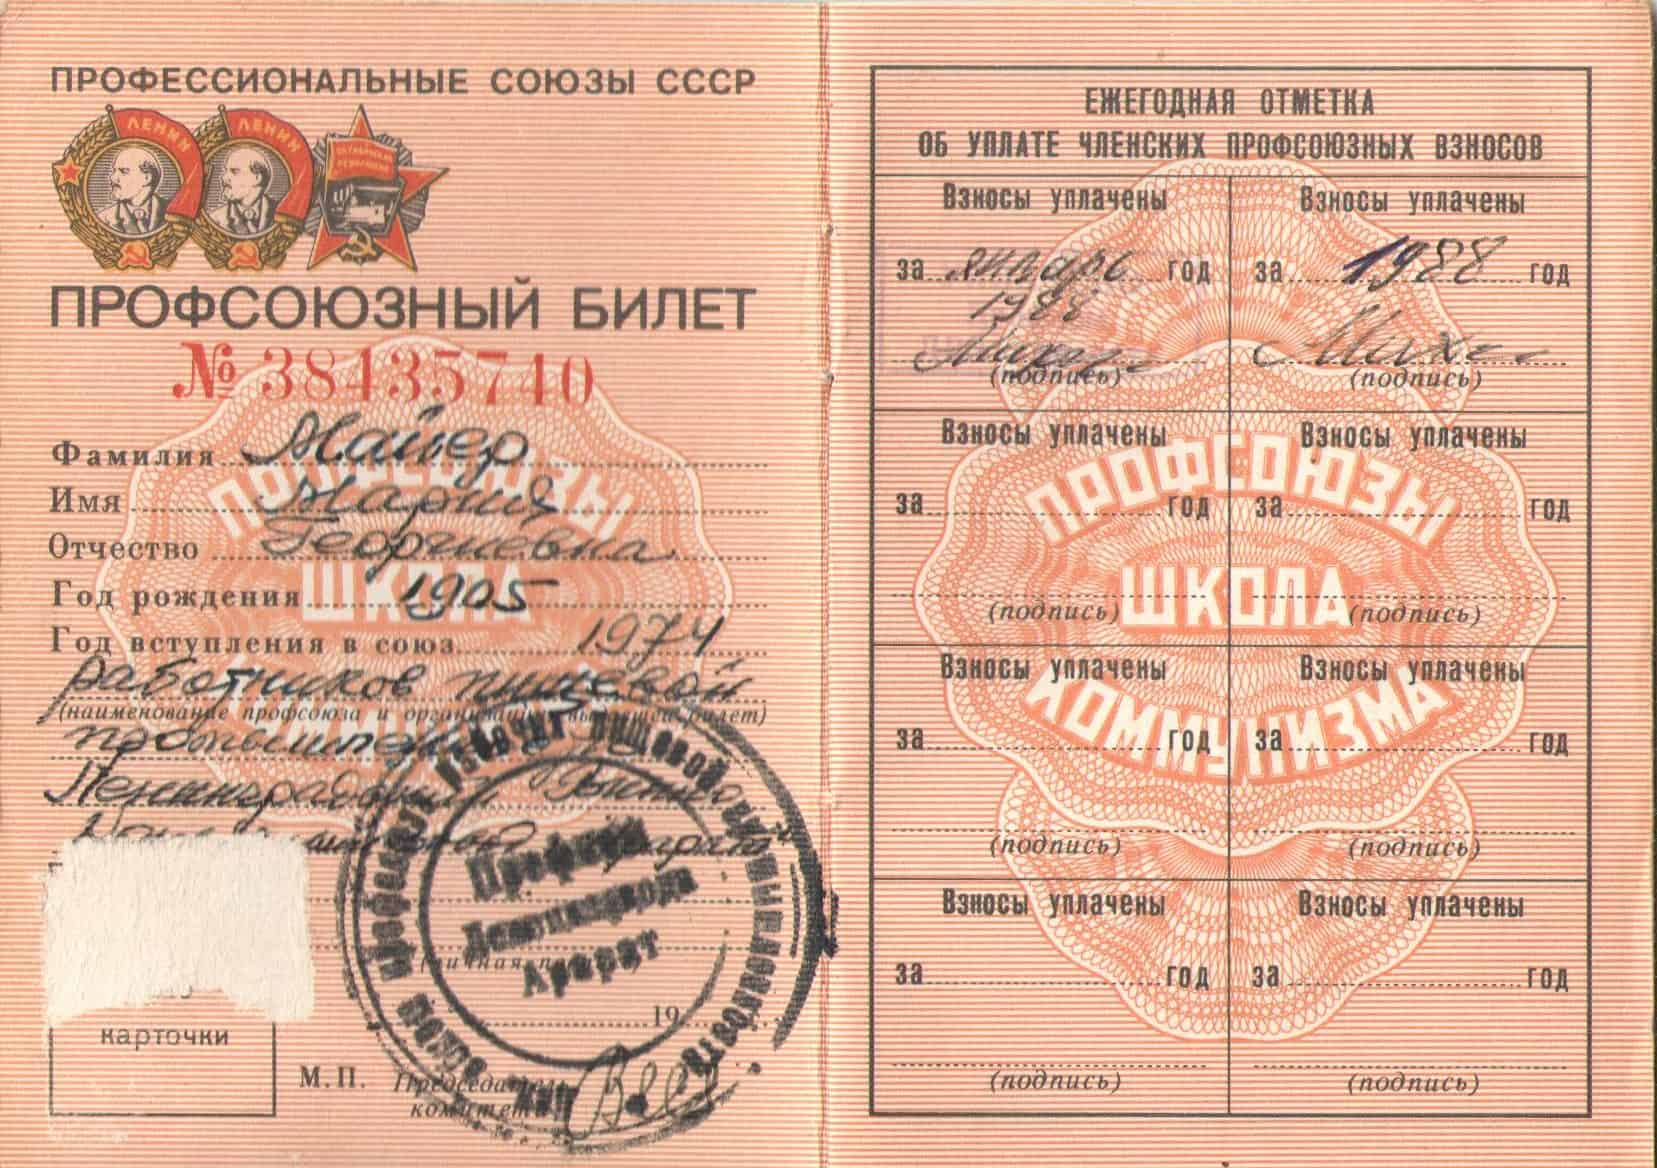 ПРОФЕССИОНАЛЬНЫЕ СОЮЗЫ СССР
ЛЕНИН ЛЕНИН
ПРОФСОЮЗНЫЙ БИЛЕТ
№ 38435740
Фамилия Майер
Имя Мария
Отчество Георгиевна
Год рождения 1905
Год вступления в союз 1974
работников пищевой
(наименование профсоюза и организации, выдавшей билет)
Ленинградский
Профком
Арарат
19
карточки
М.П. Председатель
комитета
ПРОФСОЮЗЫ
ШКОЛА
ЕЖЕГОДНАЯ ОТМЕТКА
ОБ УПЛАТЕ ЧЛЕНСКИХ ПРОФСОЮЗНЫХ ВЗНОСОВ
Взносы уплачены Взносы уплачены
за январь год за 1988 год
1988
(подпись) (подпись)
Взносы уплачены Взносы уплачены
за год за год
(подпись) (подпись)
Взносы уплачены Взносы уплачены
за год за год
(подпись) (подпись)
Взносы уплачены Взносы уплачены
за год за год
(подпись) (подпись)
ПРОФСОЮЗЫ
ШКОЛА
КОММУНИЗМА